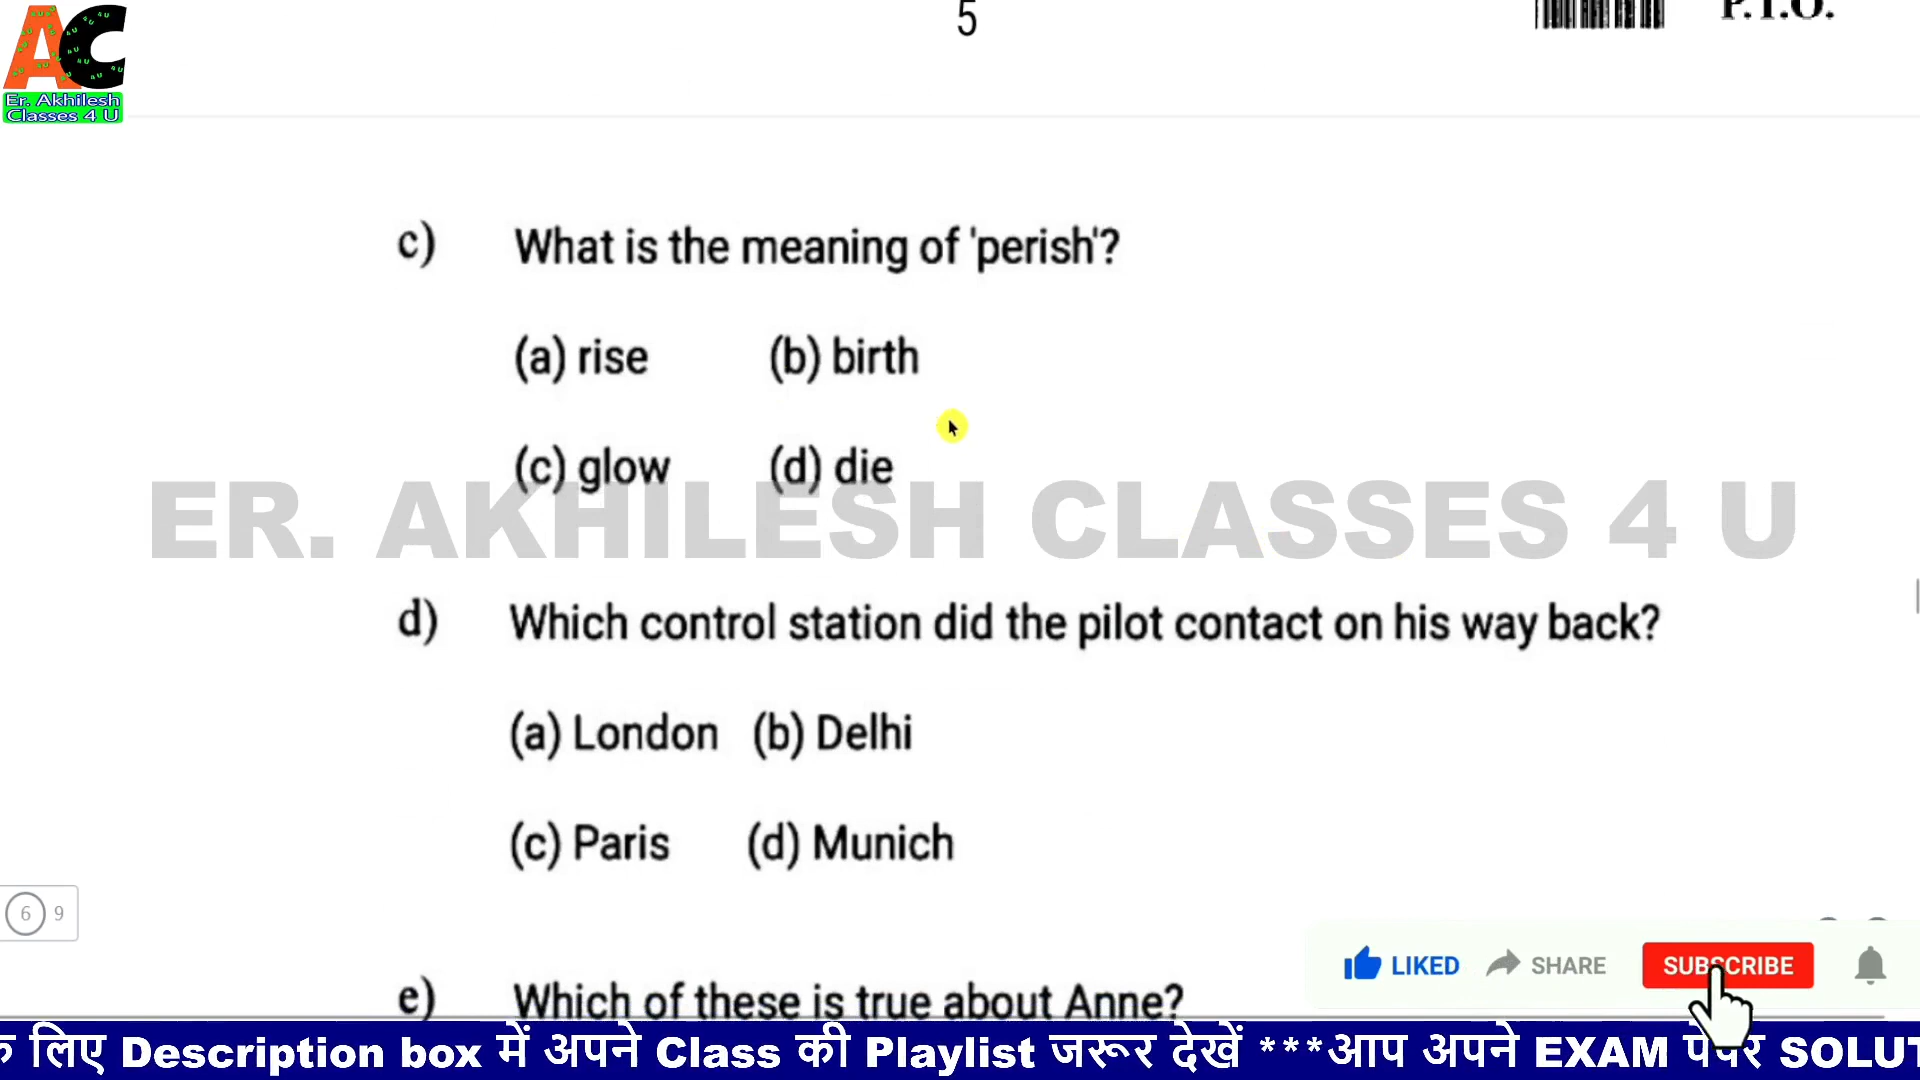 5
P.T.O.
AC
Er. Akhilesh
Classes 4 U
c) What is the meaning of 'perish'?
(a) rise (b) birth
(c) glow (d) die
ER. AKHILESH CLASSES 4 U
d) Which control station did the pilot contact on his way back?
(a) London (b) Delhi
(c) Paris (d) Munich
6 9
LIKED SHARE SUBSCRIBE
e) Which of these is true about Anne?
लिए Description box में अपने Class की Playlist जरूर देखें ***आप अपने EXAM पेपर SOLUT